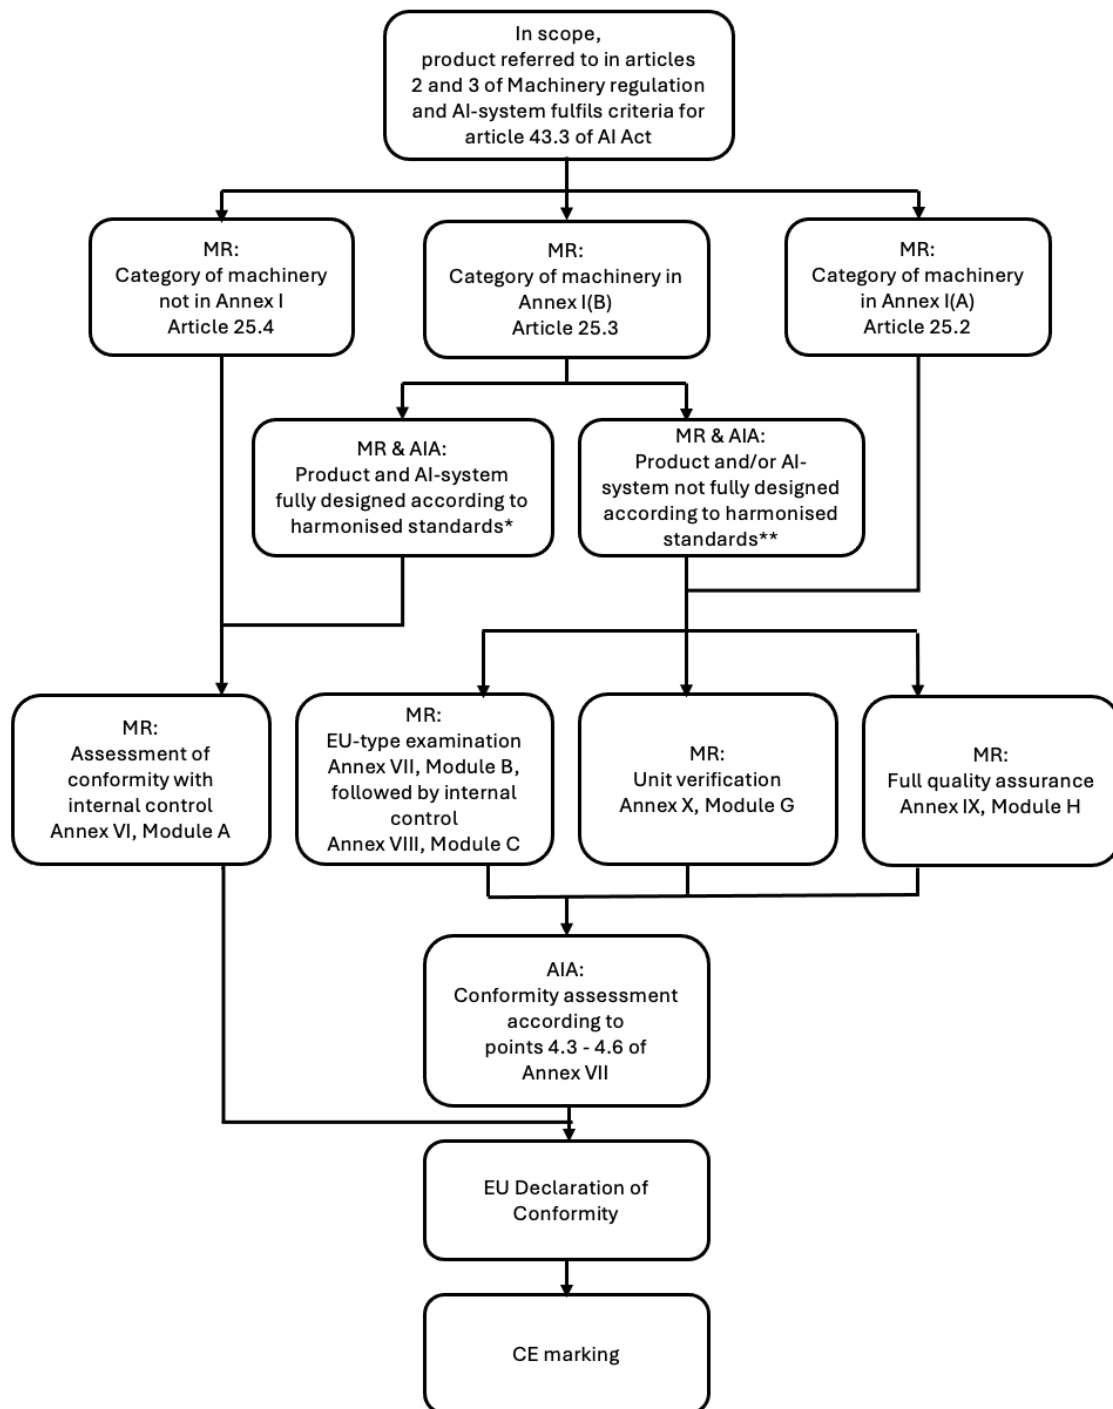 In scope,
product referred to in articles
2 and 3 of Machinery regulation
and AI-system fulfils criteria for
article 43.3 of AI Act
MR:
Category of machinery
not in Annex I
Article 25.4
MR:
Category of machinery in
Annex I(B)
Article 25.3
MR:
Category of machinery
in Annex I(A)
Article 25.2
MR & AIA:
Product and AI-system
fully designed according to
harmonised standards*
MR & AIA:
Product and/or AI-
system not fully designed
according to harmonised
standards**
MR:
Assessment of
conformity with
internal control
Annex VI, Module A
MR:
EU-type examination
Annex VII, Module B,
followed by internal
control
Annex VIII, Module C
MR:
Unit verification
Annex X, Module G
MR:
Full quality assurance
Annex IX, Module H
AIA:
Conformity assessment
according to
points 4.3 - 4.6 of
Annex VII
EU Declaration of
Conformity
CE marking